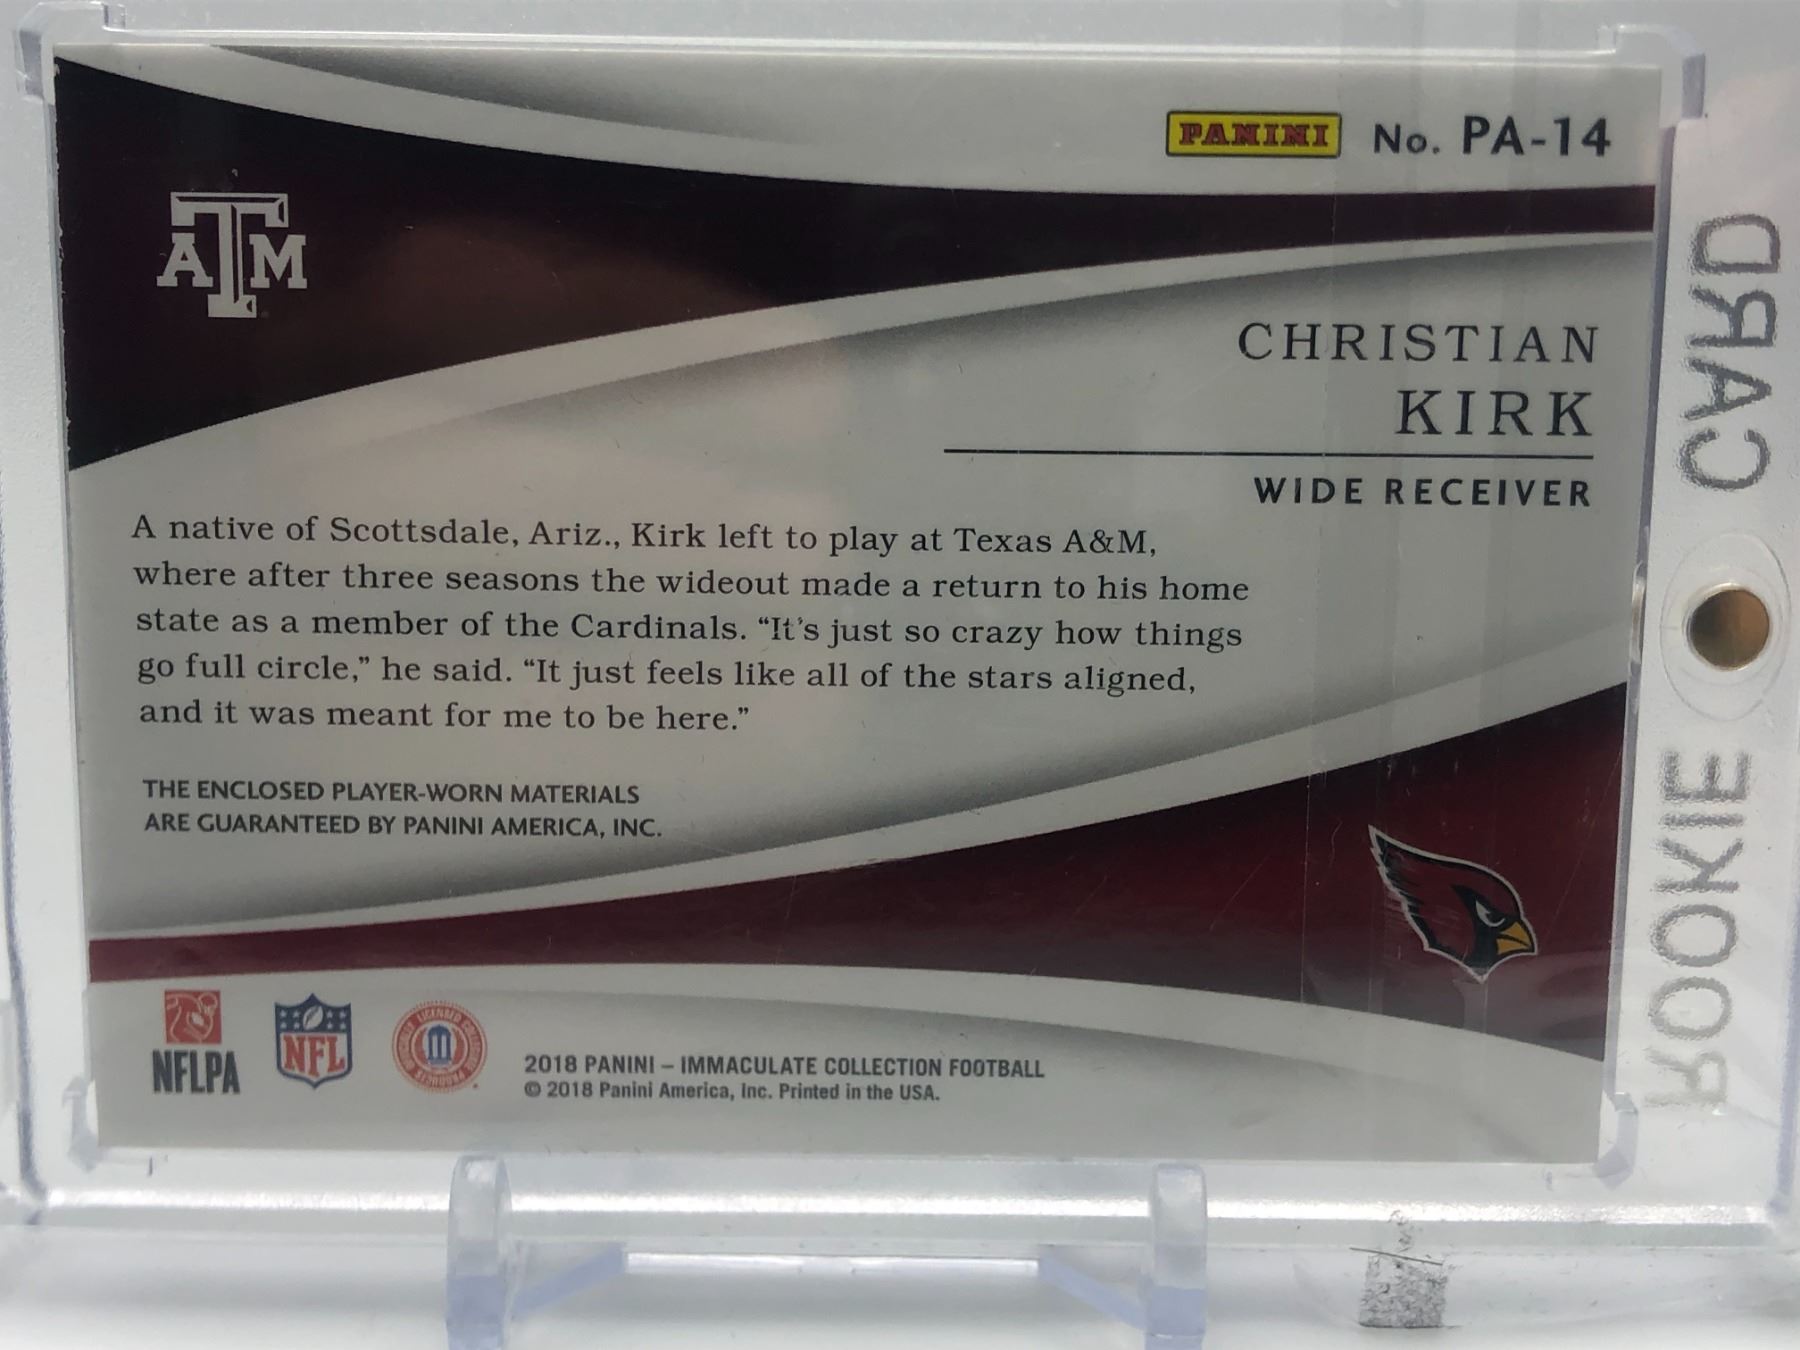 PANINI No. PA-14
ATM
CHRISTIAN
KIRK
WIDE RECEIVER
A native of Scottsdale, Ariz., Kirk left to play at Texas A&M,
where after three seasons the wideout made a return to his home
state as a member of the Cardinals. “It’s just so crazy how things
go full circle,” he said. “It just feels like all of the stars aligned,
and it was meant for me to be here.”
THE ENCLOSED PLAYER-WORN MATERIALS
ARE GUARANTEED BY PANINI AMERICA, INC.
NFLPA
NFL
OFFICIALLY LICENSED COLLEGIATE PRODUCTS
2018 PANINI – IMMACULATE COLLECTION FOOTBALL
© 2018 Panini America, Inc. Printed in the USA.
ROOKIE CARD